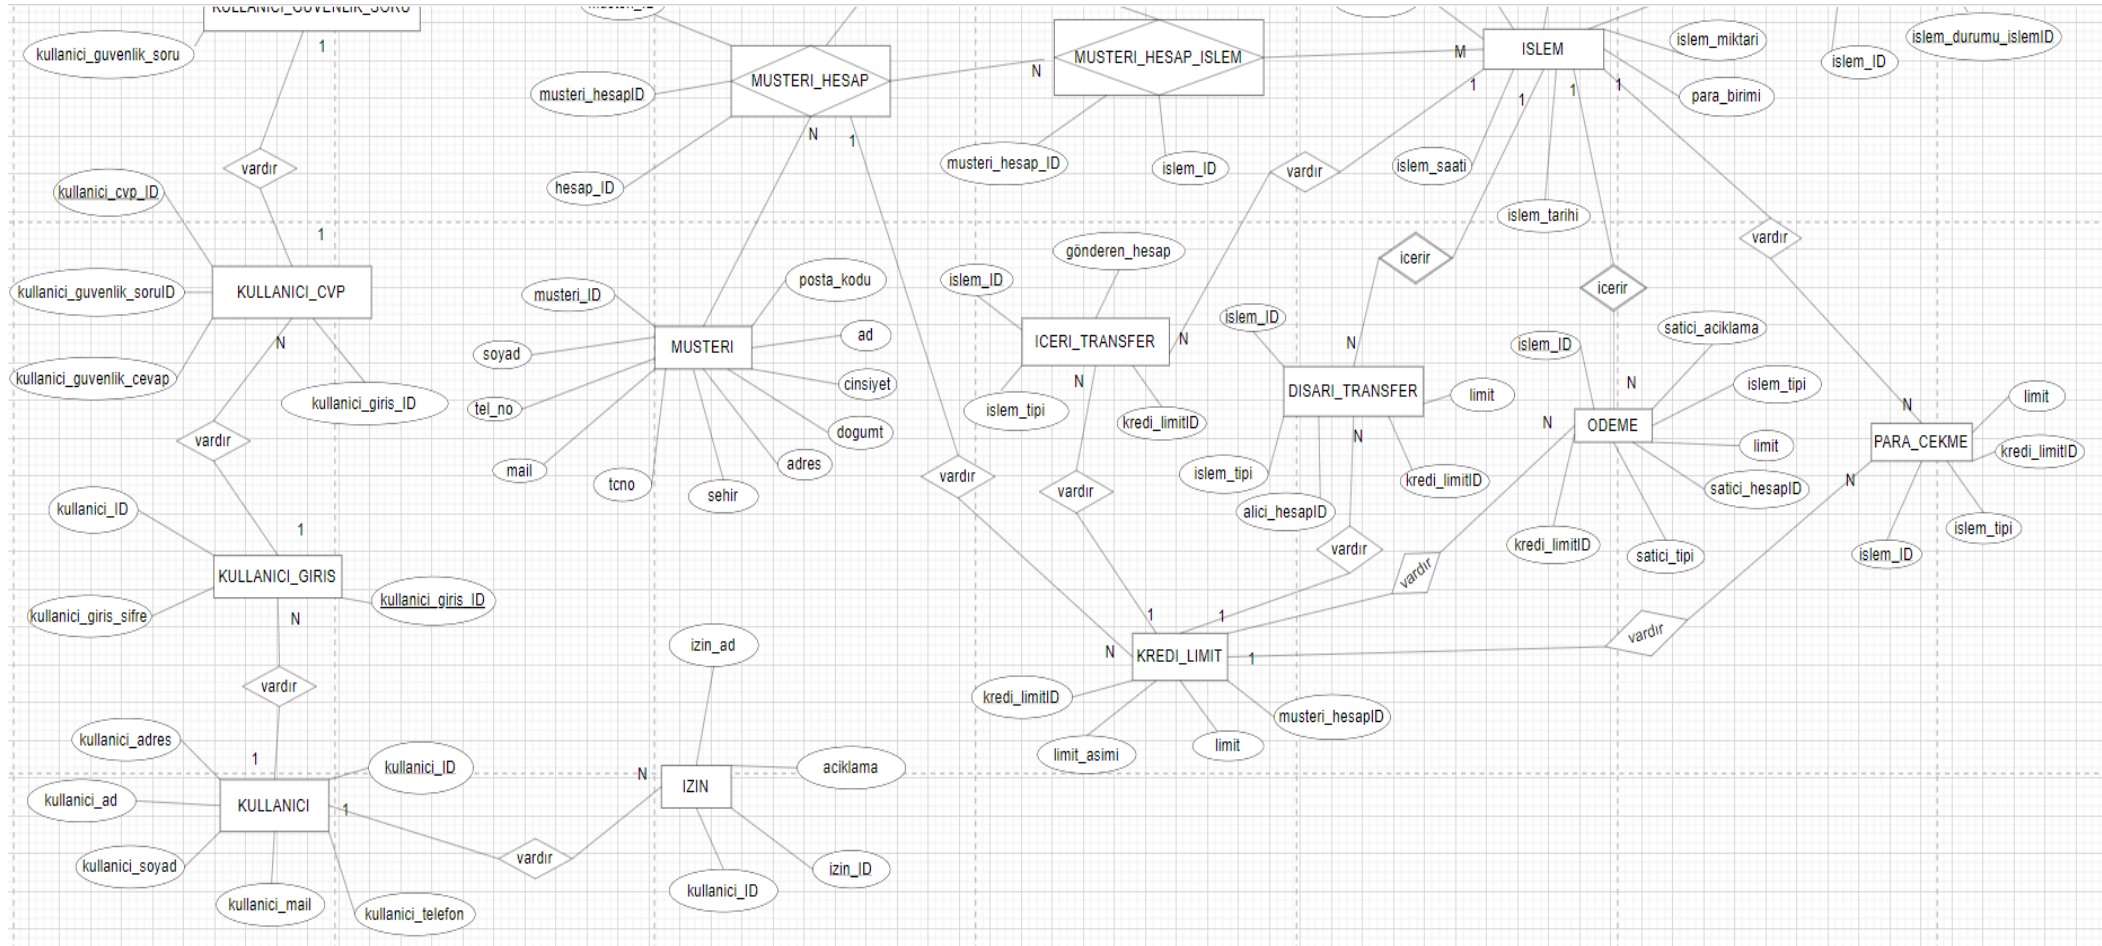 KULLANICI_GUVENLIK_SORU
kullanici_guvenlik_soru
1
vardır
1
kullanici_cvp_ID
KULLANICI_CVP
kullanici_guvenlik_soruID
kullanici_guvenlik_cevap
kullanici_giris_ID
N
vardır
1
kullanici_ID
KULLANICI_GIRIS
kullanici_giris_sifre
kullanici_giris_ID
N
vardır
1
kullanici_adres
kullanici_ID
kullanici_ad
KULLANICI
1
kullanici_soyad
kullanici_mail
kullanici_telefon
vardır
N
izin_ad
IZIN
aciklama
kullanici_ID
izin_ID
musteri_ID
MUSTERI_HESAP
musteri_hesapID
hesap_ID
N
1
N
MUSTERI_HESAP_ISLEM
M
musteri_hesap_ID
islem_ID
musteri_ID
posta_kodu
soyad
MUSTERI
ad
tel_no
cinsiyet
mail
dogumt
tcno
sehir
adres
vardır
N
ISLEM
islem_miktari
para_birimi
islem_saati
islem_tarihi
islem_ID
islem_durumu_islemID
1
1
1
1
vardır
icerir
icerir
vardır
gönderen_hesap
islem_ID
ICERI_TRANSFER
N
N
islem_tipi
kredi_limitID
vardır
1
islem_ID
N
DISARI_TRANSFER
limit
N
islem_tipi
alici_hesapID
kredi_limitID
vardır
1
islem_ID
satici_aciklama
N
islem_tipi
N
ODEME
limit
satici_hesapID
kredi_limitID
satici_tipi
vardır
N
limit
PARA_CEKME
kredi_limitID
N
islem_ID
islem_tipi
vardır
1
KREDI_LIMIT
kredi_limitID
limit_asimi
limit
musteri_hesapID